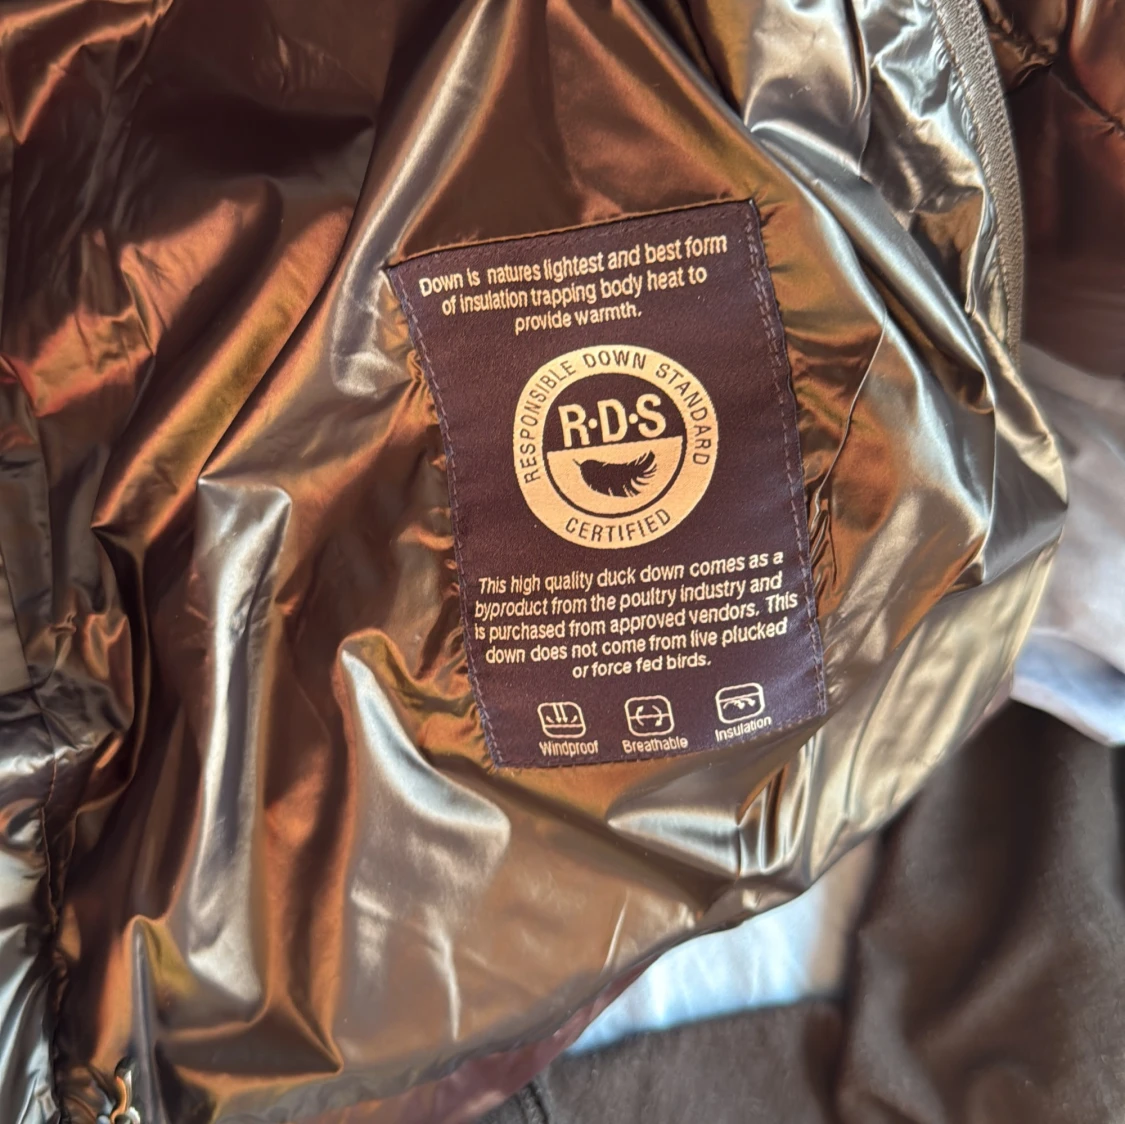 Down is natures lightest and best form
of insulation trapping body heat to
provide warmth.
RESPONSIBLE DOWN STANDARD
R·D·S
CERTIFIED
This high quality duck down comes as a
byproduct from the poultry industry and
is purchased from approved vendors. This
down does not come from live plucked
or force fed birds.
Windproof Breathable Insulation